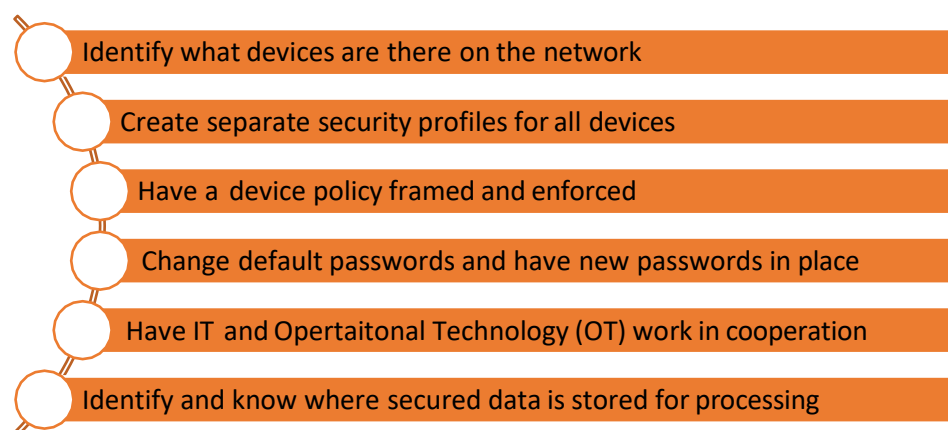 Identify what devices are there on the network
Create separate security profiles for all devices
Have a device policy framed and enforced
Change default passwords and have new passwords in place
Have IT and Opertaitonal Technology (OT) work in cooperation
Identify and know where secured data is stored for processing